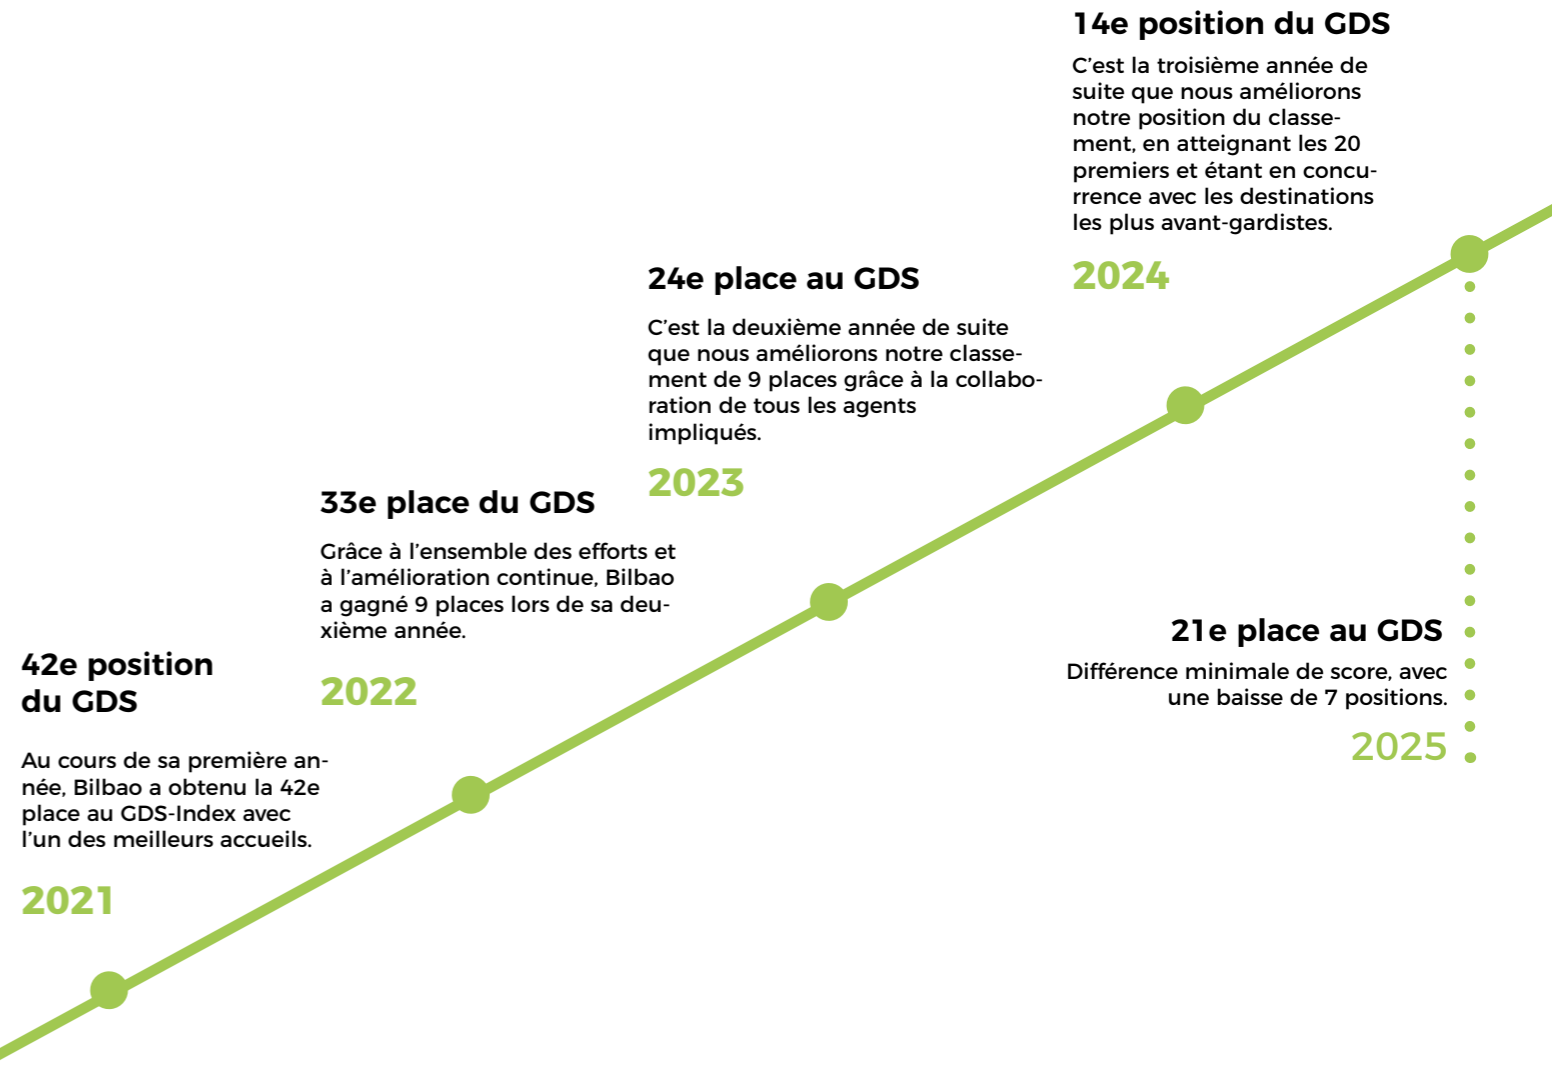 42e position
du GDS
Au cours de sa première an-
née, Bilbao a obtenu la 42e
place au GDS-Index avec
l’un des meilleurs accueils.
2021
33e place du GDS
Grâce à l’ensemble des efforts et
à l’amélioration continue, Bilbao
a gagné 9 places lors de sa deu-
xième année.
2022
24e place au GDS
C’est la deuxième année de suite
que nous améliorons notre classe-
ment de 9 places grâce à la collabo-
ration de tous les agents
impliqués.
2023
14e position du GDS
C’est la troisième année de
suite que nous améliorons
notre position du classe-
ment, en atteignant les 20
premiers et étant en concu-
rrence avec les destinations
les plus avant-gardistes.
2024
21e place au GDS
Différence minimale de score, avec
une baisse de 7 positions.
2025